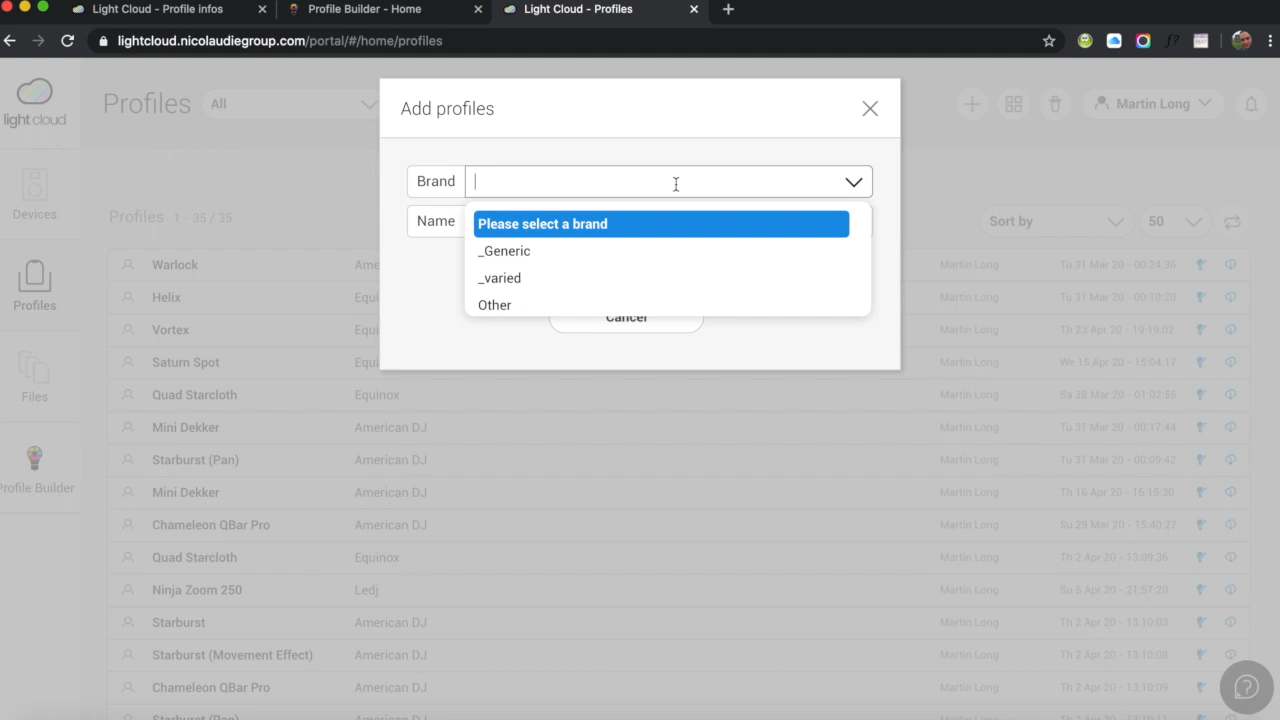 Light Cloud - Profile infos
Profile Builder - Home
Light Cloud - Profiles
lightcloud.nicolaudiegroup.com/portal/#/home/profiles
light cloud
Profiles
All
Martin Long
Add profiles
Brand
Please select a brand
_Generic
_varied
Other
Name
Cancel
Devices
Profiles
Files
Profile Builder
Profiles 1 - 35 / 35
Sort by
50
Warlock Ame Martin Long Tu 31 Mar 20 - 00:24:36
Helix Equi Martin Long Tu 31 Mar 20 - 00:10:20
Vortex Equi Martin Long Th 23 Apr 20 - 19:19:02
Saturn Spot Equi Martin Long We 15 Apr 20 - 15:04:17
Quad Starcloth Equinox Martin Long Sa 28 Mar 20 - 01:02:55
Mini Dekker American DJ Martin Long Tu 31 Mar 20 - 00:17:44
Starburst (Pan) American DJ Martin Long Tu 31 Mar 20 - 00:09:42
Mini Dekker American DJ Martin Long Th 16 Apr 20 - 16:15:30
Chameleon QBar Pro American DJ Martin Long Su 29 Mar 20 - 15:40:27
Quad Starcloth Equinox Martin Long Th 2 Apr 20 - 13:09:36
Ninja Zoom 250 Ledj Martin Long Su 5 Apr 20 - 21:57:20
Starburst American DJ Martin Long Th 2 Apr 20 - 13:10:03
Starburst (Movement Effect) American DJ Martin Long Th 2 Apr 20 - 13:10:08
Chameleon QBar Pro American DJ Martin Long Th 2 Apr 20 - 13:10:09
Starburst (Pan) American DJ Martin Long